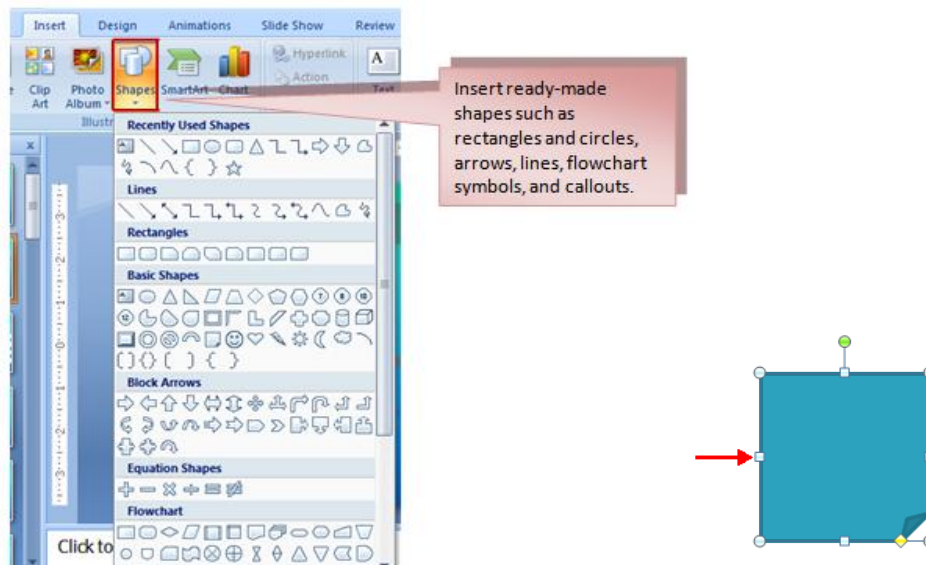 Insert Design Animations Slide Show Review
Clip Art
Photo Album
Shapes
SmartArt
Chart
Hyperlink
Action
A
Text
Illustr
Recently Used Shapes
Lines
Rectangles
Basic Shapes
Block Arrows
Equation Shapes
Flowchart
Click to
Insert ready-made
shapes such as
rectangles and circles,
arrows, lines, flowchart
symbols, and callouts.